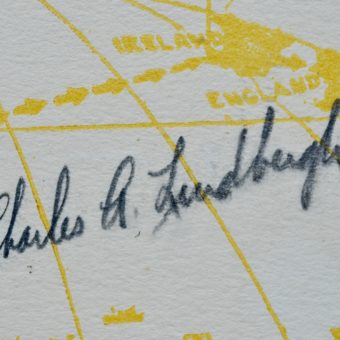 IRELAND
ENGLAND
Charles A. Lindbergh